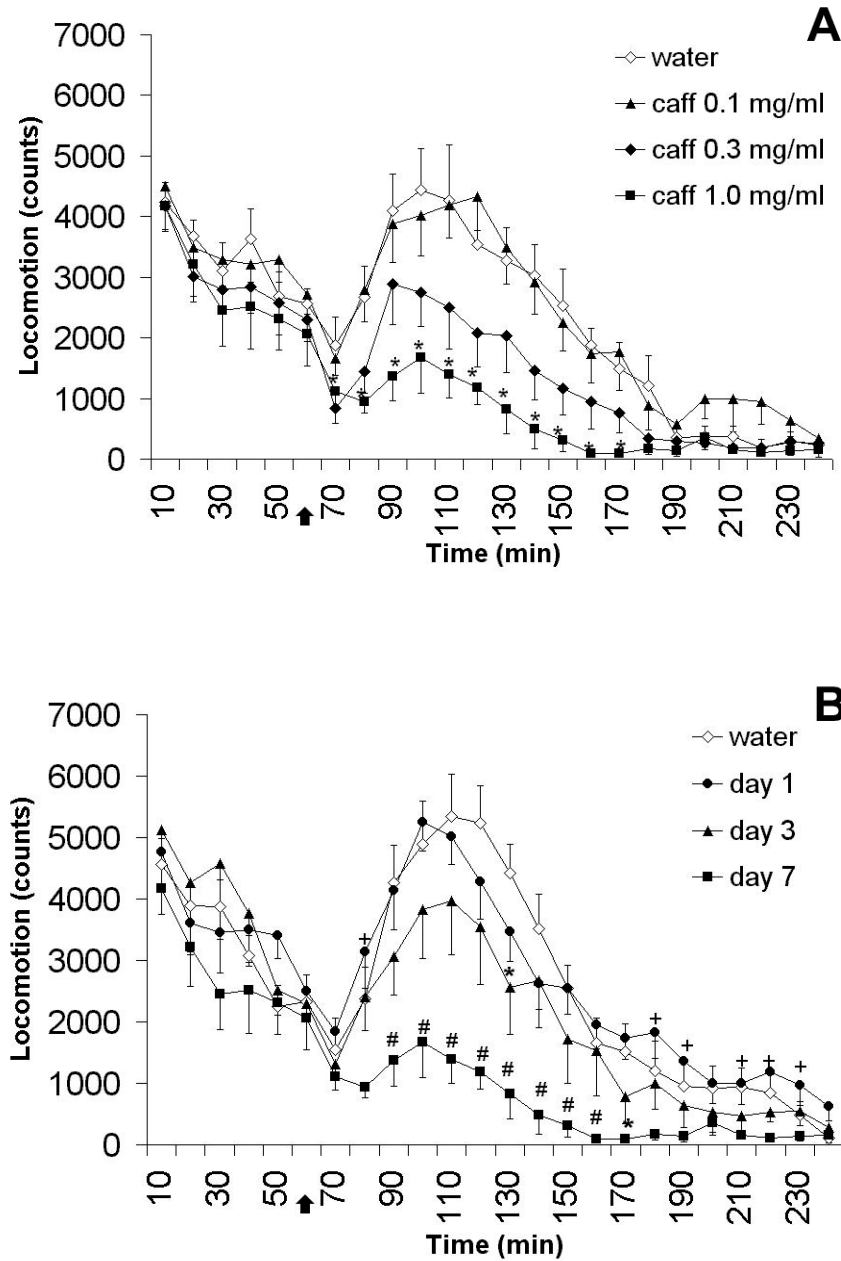 A
7000
6000
5000
4000
3000
2000
1000
0
Locomotion (counts)
water
caff 0.1 mg/ml
caff 0.3 mg/ml
caff 1.0 mg/ml
* * * * * * * * * * *
10 30 50 70 90 110 130 150 170 190 210 230
Time (min)
B
7000
6000
5000
4000
3000
2000
1000
0
Locomotion (counts)
water
day 1
day 3
day 7
+ * + + + + +
# # # # # # # # *
10 30 50 70 90 110 130 150 170 190 210 230
Time (min)